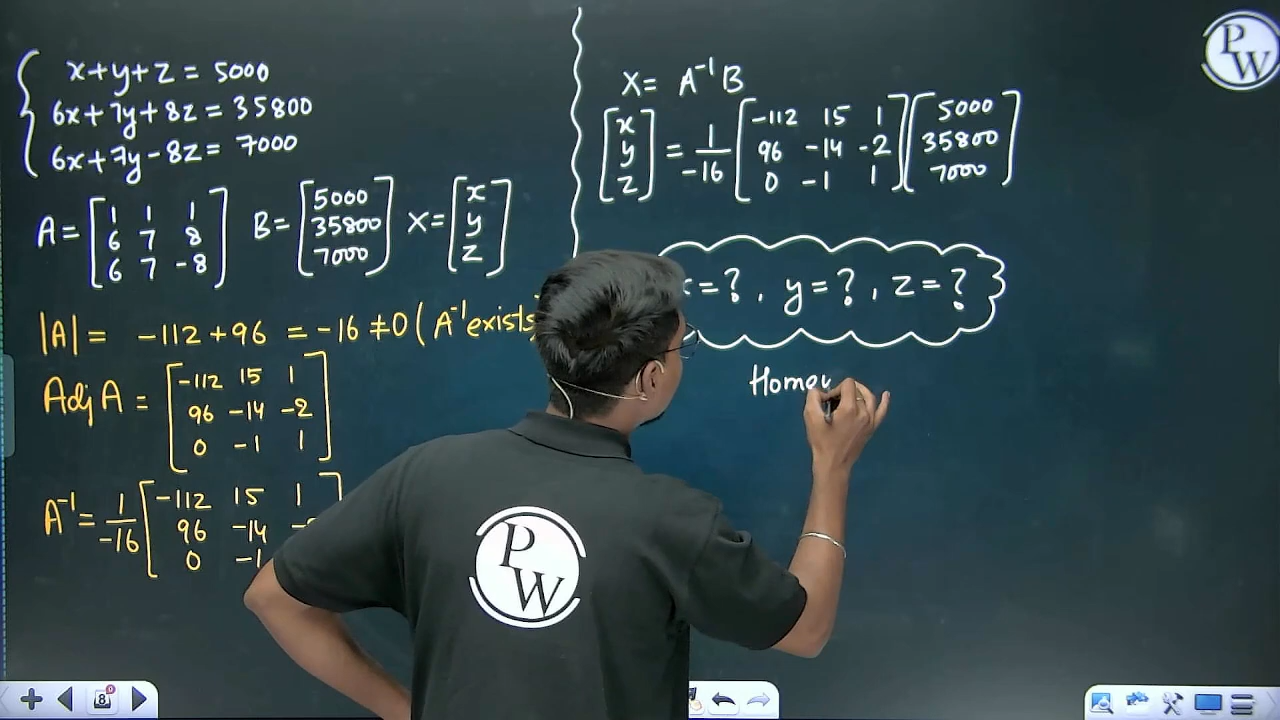 x+y+z = 5000
6x+7y+8z = 35800
6x+7y-8z = 7000
A = [1 1 1
6 7 8
6 7 -8]
B = [5000
35800
7000]
X = [x
y
z]
|A| = -112 + 96 = -16 ≠ 0 (A⁻¹ exists
Adj A = [-112 15 1
96 -14 -2
0 -1 1]
A⁻¹ = 1/-16 [-112 15 1
96 -14
0 -1
X = A⁻¹ B
[x
y
z] = 1/-16 [-112 15 1
96 -14 -2
0 -1 1] [5000
35800
7000]
x = ? , y = ? , z = ?
Homew
PW
PW
8